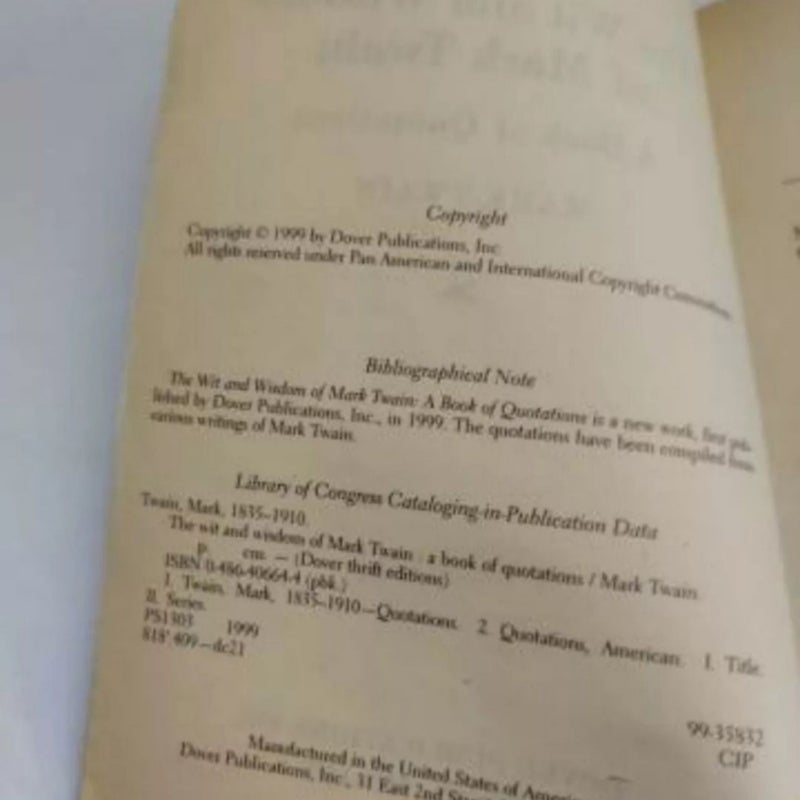 Copyright
Copyright © 1999 by Dover Publications, Inc
All rights reserved under Pan American and International Copyright Conventions
Bibliographical Note
The Wit and Wisdom of Mark Twain: A Book of Quotations is a new work, first pub-
lished by Dover Publications, Inc., in 1999. The quotations have been compiled from
various writings of Mark Twain.
Library of Congress Cataloging-in-Publication Data
Twain, Mark, 1835–1910.
The wit and wisdom of Mark Twain : a book of quotations / Mark Twain.
p. cm. — (Dover thrift editions)
ISBN 0-486-40664-4 (pbk.)
1. Twain, Mark, 1835–1910—Quotations. 2. Quotations, American. I. Title.
II. Series.
PS1303 1999
818'.409—dc21
99-35832
CIP
Manufactured in the United States of
Dover Publications, Inc., 31 East 2nd